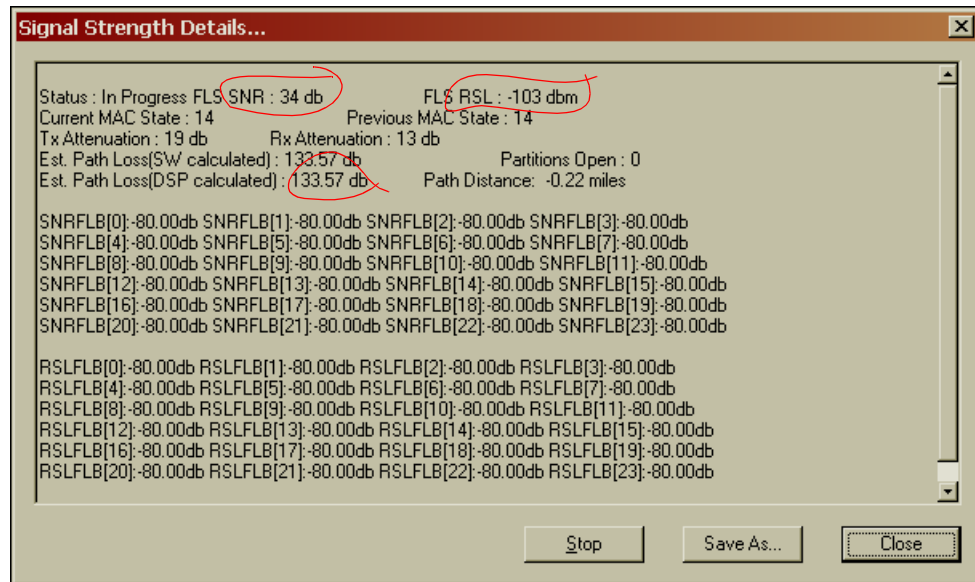 Signal Strength Details...
Status : In Progress FLS SNR : 34 db FLS RSL : -103 dbm
Current MAC State : 14 Previous MAC State : 14
Tx Attenuation : 19 db Rx Attenuation : 13 db
Est. Path Loss(SW calculated) : 133.57 db Partitions Open : 0
Est. Path Loss(DSP calculated) : 133.57 db Path Distance: -0.22 miles
SNRFLB[0]:-80.00db SNRFLB[1]:-80.00db SNRFLB[2]:-80.00db SNRFLB[3]:-80.00db
SNRFLB[4]:-80.00db SNRFLB[5]:-80.00db SNRFLB[6]:-80.00db SNRFLB[7]:-80.00db
SNRFLB[8]:-80.00db SNRFLB[9]:-80.00db SNRFLB[10]:-80.00db SNRFLB[11]:-80.00db
SNRFLB[12]:-80.00db SNRFLB[13]:-80.00db SNRFLB[14]:-80.00db SNRFLB[15]:-80.00db
SNRFLB[16]:-80.00db SNRFLB[17]:-80.00db SNRFLB[18]:-80.00db SNRFLB[19]:-80.00db
SNRFLB[20]:-80.00db SNRFLB[21]:-80.00db SNRFLB[22]:-80.00db SNRFLB[23]:-80.00db
RSLFLB[0]:-80.00db RSLFLB[1]:-80.00db RSLFLB[2]:-80.00db RSLFLB[3]:-80.00db
RSLFLB[4]:-80.00db RSLFLB[5]:-80.00db RSLFLB[6]:-80.00db RSLFLB[7]:-80.00db
RSLFLB[8]:-80.00db RSLFLB[9]:-80.00db RSLFLB[10]:-80.00db RSLFLB[11]:-80.00db
RSLFLB[12]:-80.00db RSLFLB[13]:-80.00db RSLFLB[14]:-80.00db RSLFLB[15]:-80.00db
RSLFLB[16]:-80.00db RSLFLB[17]:-80.00db RSLFLB[18]:-80.00db RSLFLB[19]:-80.00db
RSLFLB[20]:-80.00db RSLFLB[21]:-80.00db RSLFLB[22]:-80.00db RSLFLB[23]:-80.00db
Stop Save As... Close